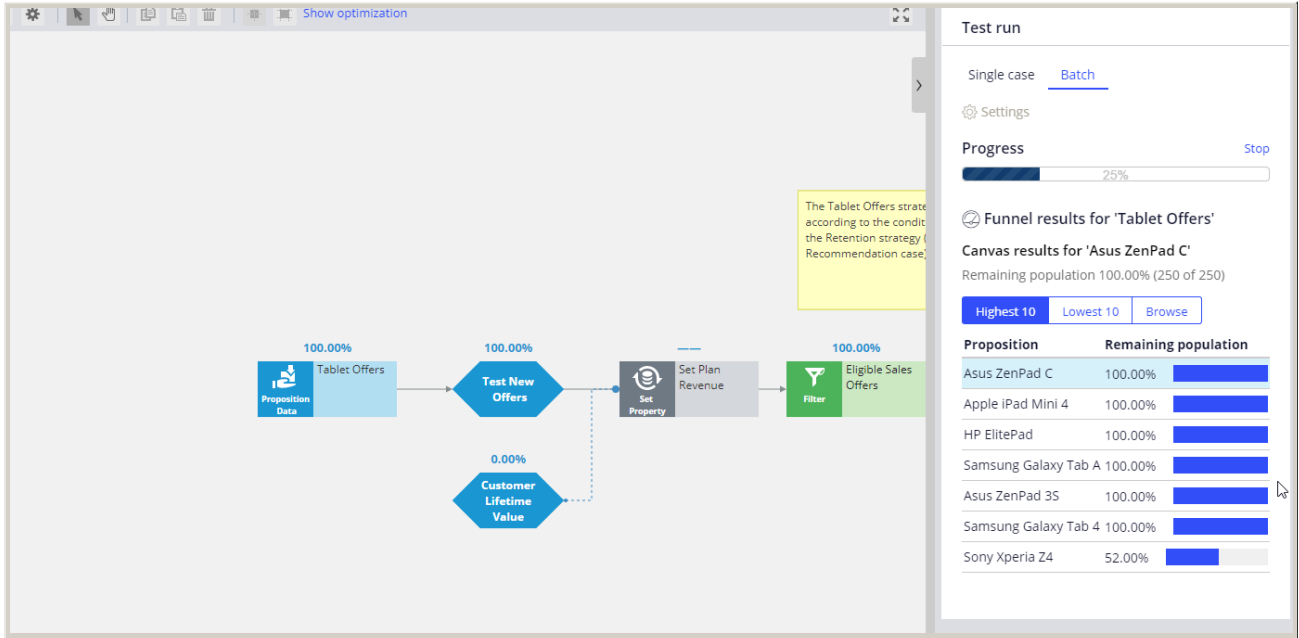 Show optimization
The Tablet Offers strate
according to the condit
the Retention strategy (
Recommendation case)
100.00%
Proposition
Data
Tablet Offers
100.00%
Test New
Offers
——
Set
Property
Set Plan
Revenue
100.00%
Filter
Eligible Sales
Offers
0.00%
Customer
Lifetime
Value
Test run
Single case Batch
Settings
Progress Stop
25%
Funnel results for 'Tablet Offers'
Canvas results for 'Asus ZenPad C'
Remaining population 100.00% (250 of 250)
Highest 10 Lowest 10 Browse
Proposition Remaining population
Asus ZenPad C 100.00%
Apple iPad Mini 4 100.00%
HP ElitePad 100.00%
Samsung Galaxy Tab A 100.00%
Asus ZenPad 3S 100.00%
Samsung Galaxy Tab 4 100.00%
Sony Xperia Z4 52.00%